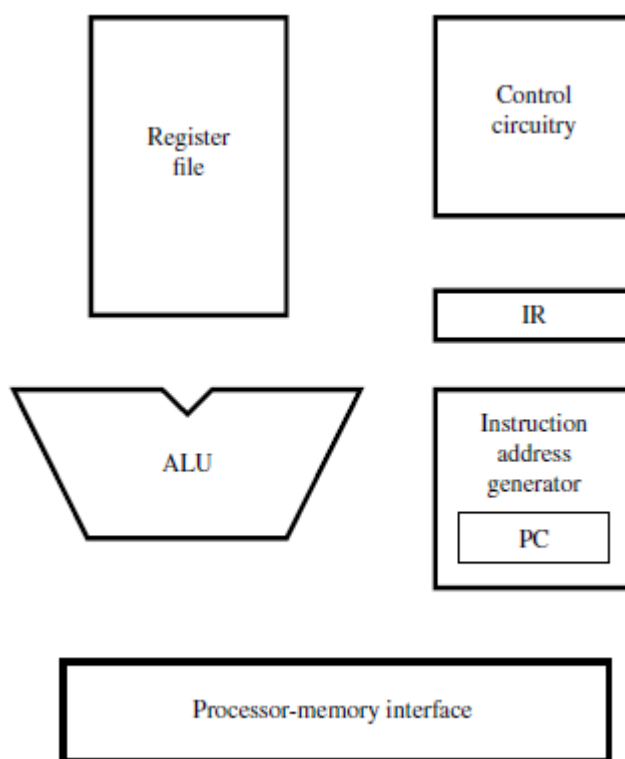 Register
file
Control
circuitry
IR
ALU
Instruction
address
generator
PC
Processor-memory interface